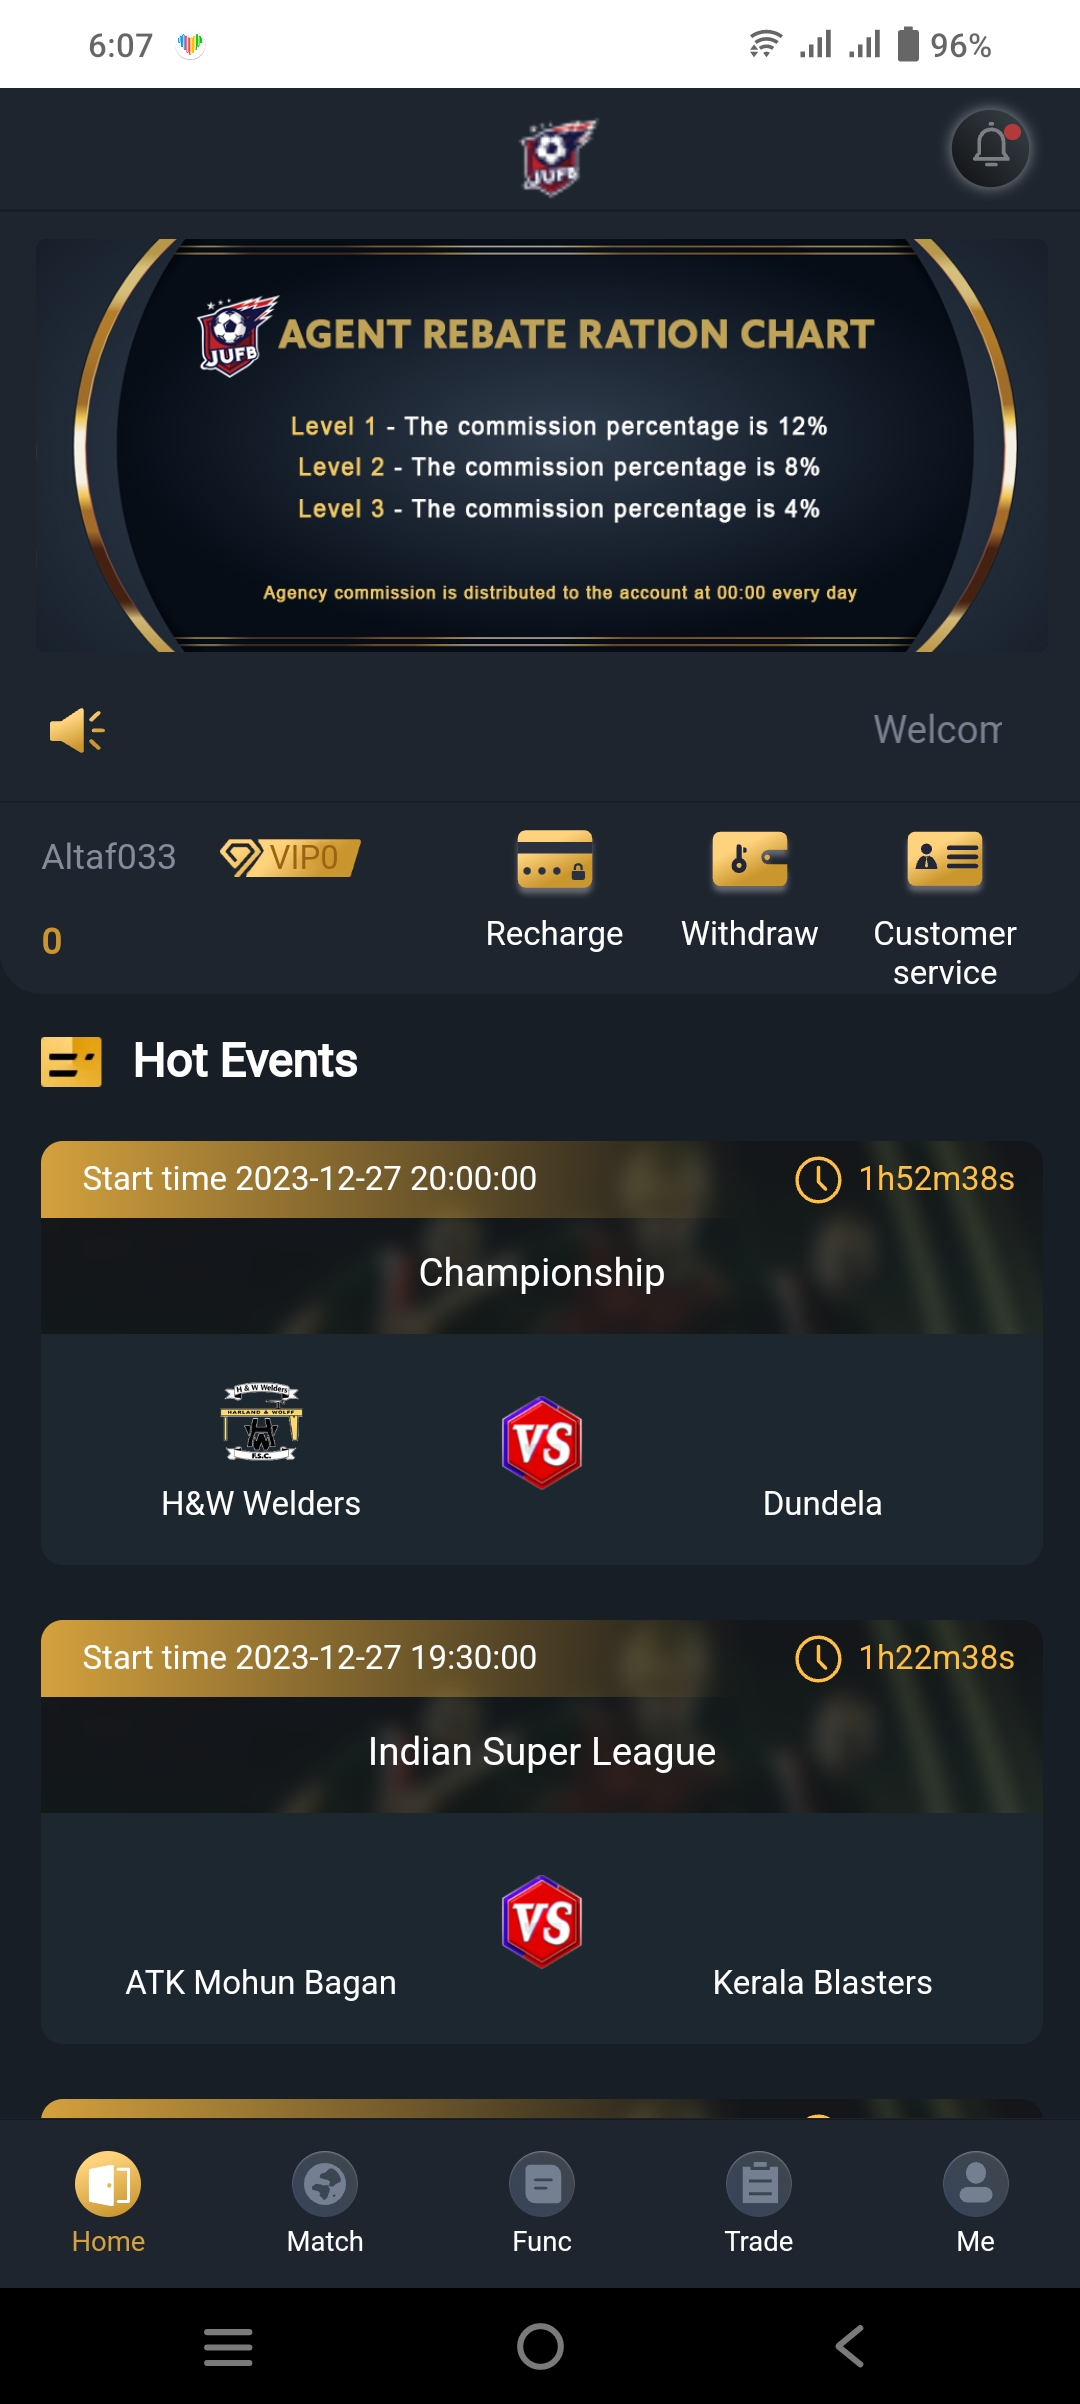 6:07
96%
JUFB
JUFB
AGENT REBATE RATION CHART
Level 1 - The commission percentage is 12%
Level 2 - The commission percentage is 8%
Level 3 - The commission percentage is 4%
Agency commission is distributed to the account at 00:00 every day
Welcom
Altaf033
VIP0
0
Recharge
Withdraw
Customer
service
Hot Events
Start time 2023-12-27 20:00:00
1h52m38s
Championship
H & W Welders
HARLAND & WOLFF
F.S.C.
VS
H&W Welders
Dundela
Start time 2023-12-27 19:30:00
1h22m38s
Indian Super League
VS
ATK Mohun Bagan
Kerala Blasters
Home
Match
Func
Trade
Me